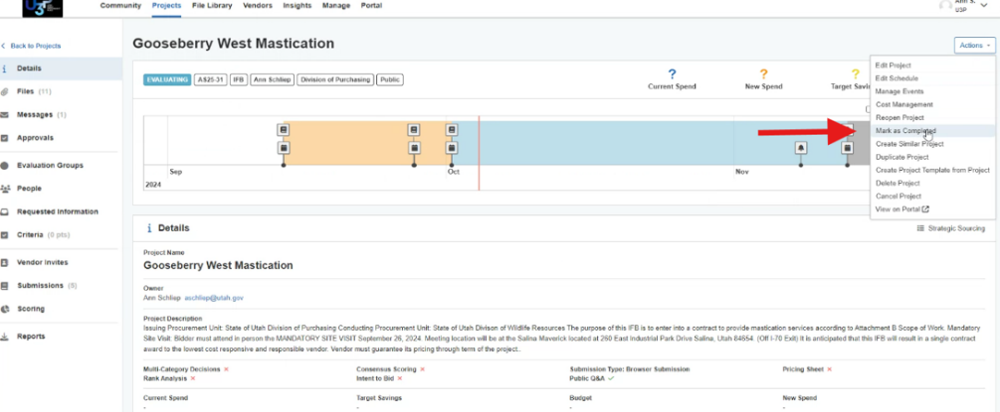 U3P
Community Projects File Library Vendors Insights Manage Portal
Ann S.
U3P
Back to Projects
Gooseberry West Mastication
Actions
Details
EVALUATING AS25-31 IFB Ann Schliep Division of Purchasing Public
?
Current Spend
?
New Spend
?
Edit Project
Edit Schedule
Manage Events
Cost Management
Reopen Project
Mark as Completed
Create Similar Project
Duplicate Project
Create Project Template from Project
Delete Project
Cancel Project
View on Portal
Files (11)
Messages (1)
Approvals
Evaluation Groups
People
Requested Information
Criteria (0 pts)
Vendor Invites
Submissions (8)
Scoring
Reports
Sep Oct Nov
2024
Details
Strategic Sourcing
Project Name
Gooseberry West Mastication
Owner
Ann Schliep aschliep@utah.gov
Project Description
Issuing Procurement Unit: State of Utah Division of Purchasing Conducting Procurement Unit: State of Utah Divison of Wildlife Resources The purpose of this IFB is to enter into a contract to provide mastication services according to Attachment B Scope of Work. Mandatory
Site Visit: Bidder must attend in person the MANDATORY SITE VISIT September 26, 2024. Meeting location will be at the Salina Maverick located at 260 East Industrial Park Drive Salina, Utah 84654. (Off I-70 Exit) It is anticipated that this IFB will result in a single contract
award to the lowest cost responsive and responsible vendor. Vendor must guarantee its pricing through term of the project..
Multi-Category Decisions × Consensus Scoring × Submission Type: Browser Submission Pricing Sheet ×
Rank Analysis × Intent to Bid × Public Q&A ✓
Current Spend Target Savings Budget New Spend
- - - -